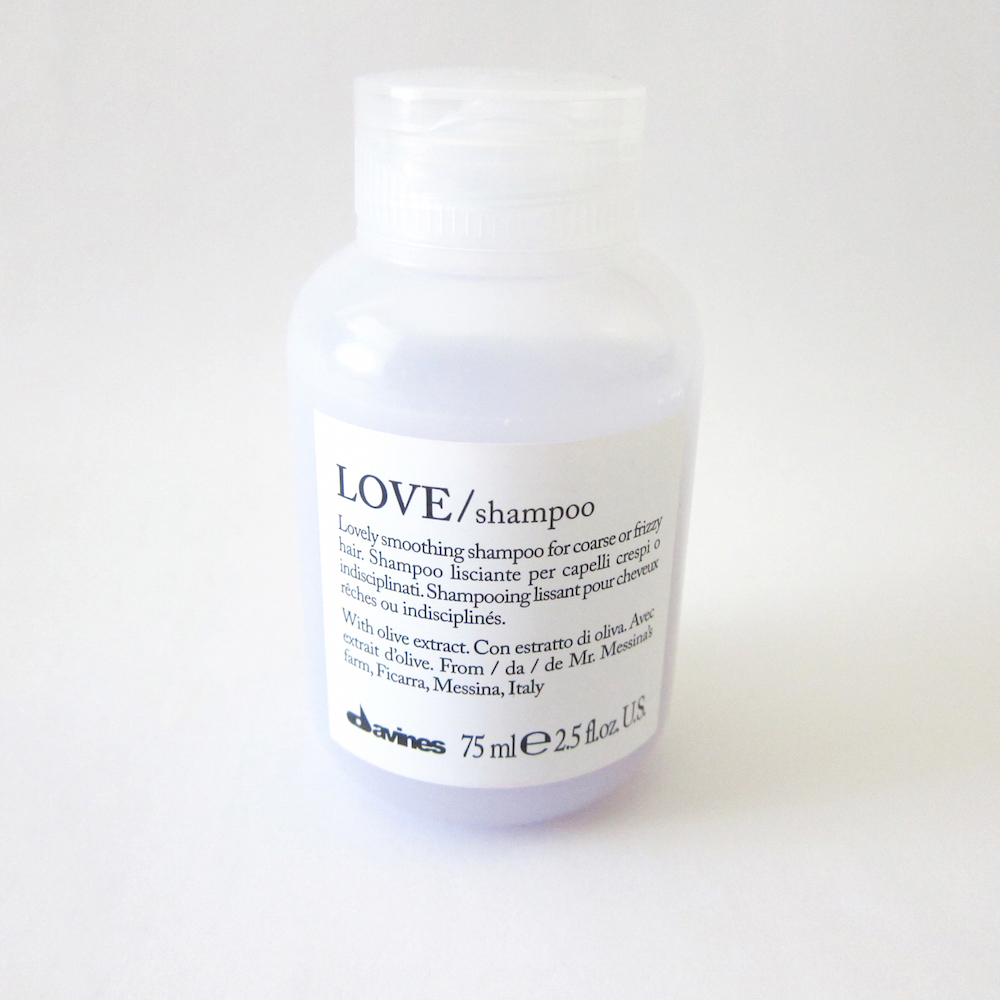 LOVE/shampoo
Lovely smoothing shampoo for coarse or frizzy
hair. Shampoo lisciante per capelli crespi o
indisciplinati. Shampooing lissant pour cheveux
rêches ou indisciplinés.
With olive extract. Con estratto di oliva. Avec
extrait d'olive. From / da / de Mr. Messina's
farm, Ficarra, Messina, Italy
davines 75 ml e 2.5 fl.oz. U.S.